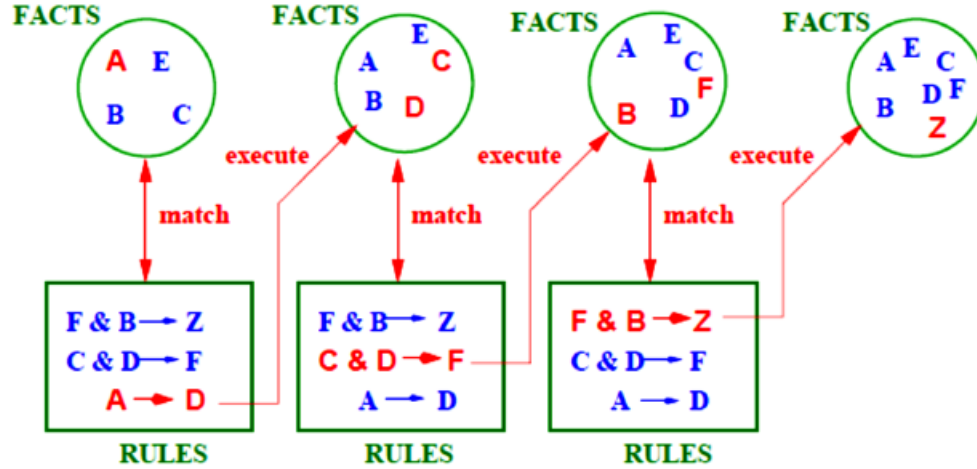 FACTS
A E
B C
FACTS
E
A C
B D
FACTS
E
A C
F
B D
FACTS
E
A C
D F
B
Z
execute
execute
execute
match
match
match
F & B → Z
C & D → F
A → D
RULES
F & B → Z
C & D → F
A → D
RULES
F & B → Z
C & D → F
A → D
RULES